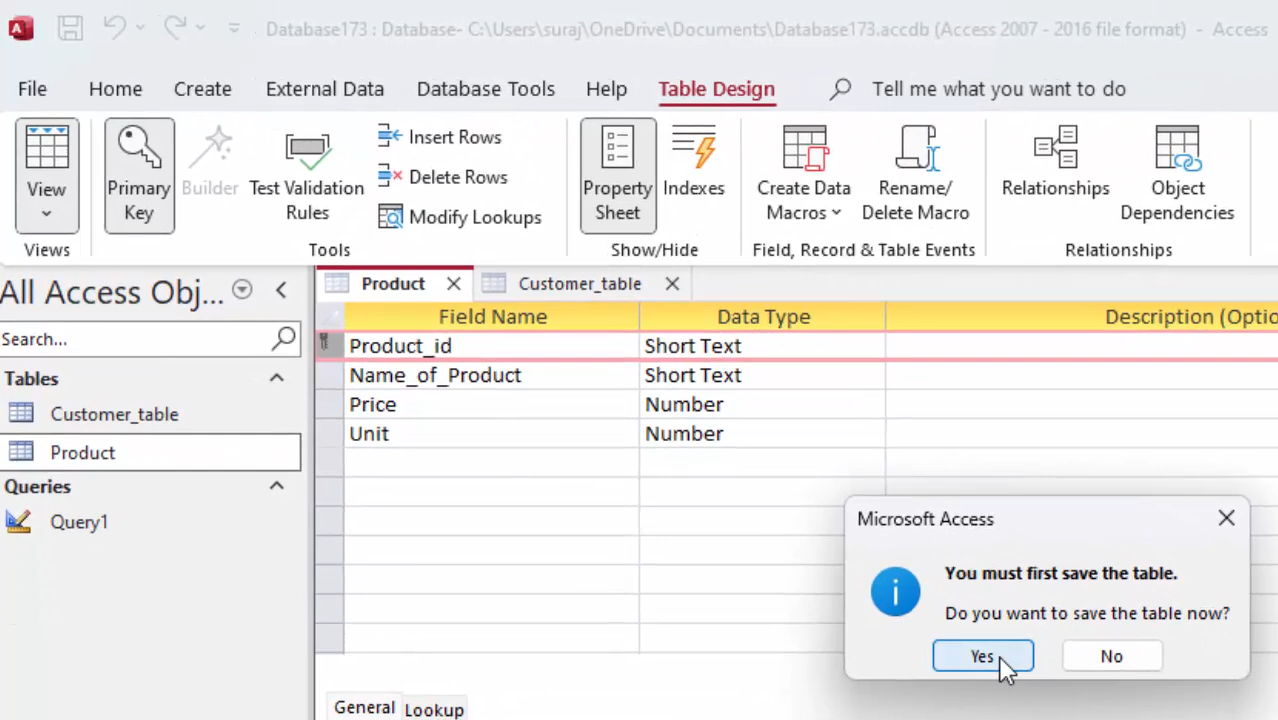 Database173 : Database- C:\Users\suraj\OneDrive\Documents\Database173.accdb (Access 2007 - 2016 file format) - Access
File Home Create External Data Database Tools Help Table Design Tell me what you want to do
View
Views
Primary Key
Builder
Test Validation Rules
Insert Rows
Delete Rows
Modify Lookups
Tools
Property Sheet
Indexes
Show/Hide
Create Data Macros
Rename/ Delete Macro
Field, Record & Table Events
Relationships
Object Dependencies
Relationships
All Access Obj...
Search...
Tables
Customer_table
Product
Queries
Query1
Product Customer_table
Field Name Data Type Description (Optio
Product_id Short Text
Name_of_Product Short Text
Price Number
Unit Number
Microsoft Access
You must first save the table.
Do you want to save the table now?
Yes No
General Lookup